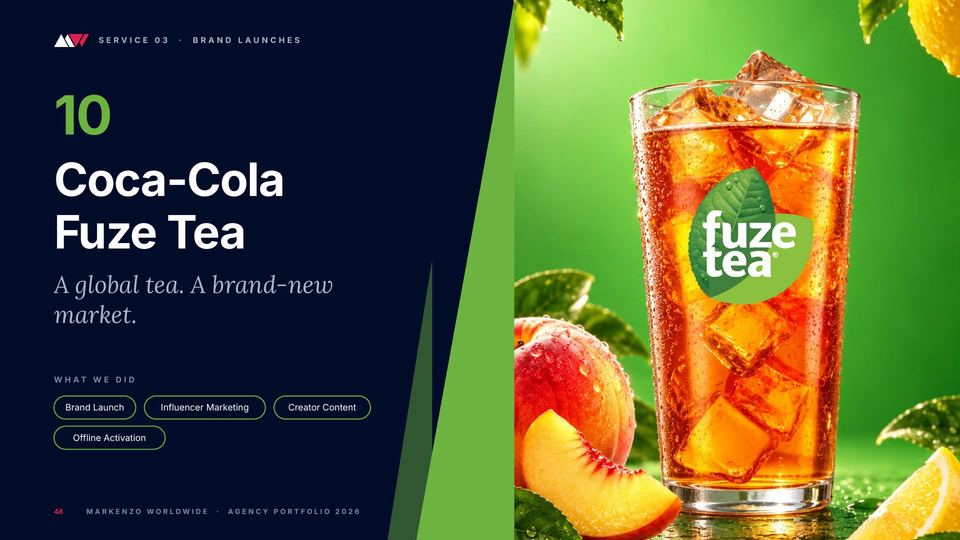 SERVICE 03 · BRAND LAUNCHES
10
Coca-Cola
Fuze Tea
A global tea. A brand-new
market.
WHAT WE DID
Brand Launch
Influencer Marketing
Creator Content
Offline Activation
48 MARKENZO WORLDWIDE · AGENCY PORTFOLIO 2026
fuze
tea®